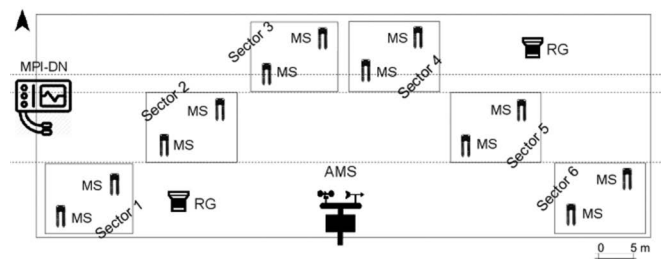 Sector 3
MS
MS
Sector 4
MS
MS
RG
MPI-DN
Sector 2
MS
MS
Sector 5
MS
MS
Sector 1
MS
MS
RG
AMS
Sector 6
MS
MS
0 5 m